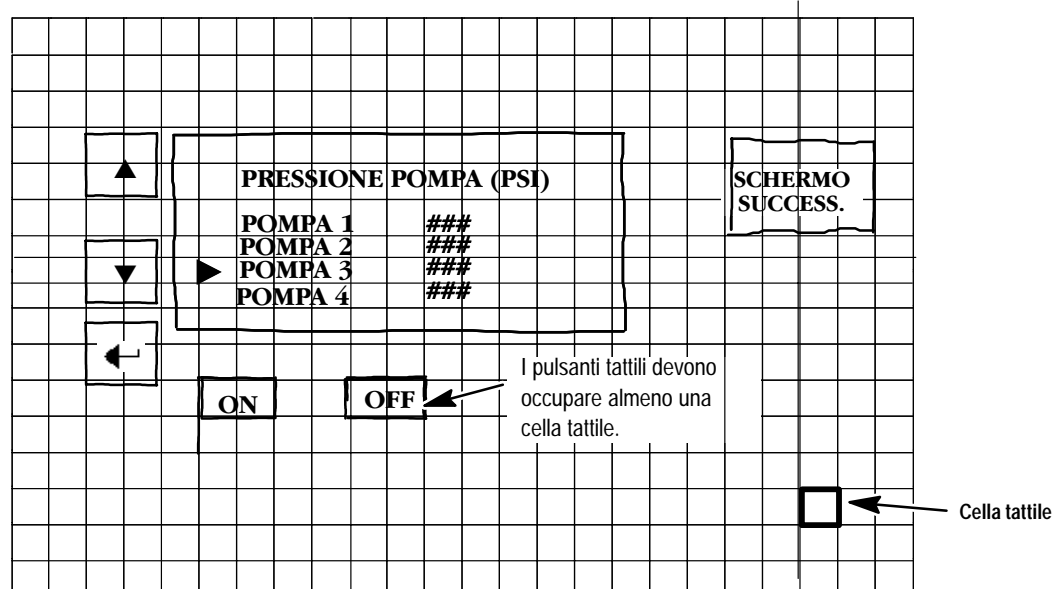 PRESSIONE POMPA (PSI)
POMPA 1 ###
POMPA 2 ###
POMPA 3 ###
POMPA 4 ###
SCHERMO
SUCCESS.
ON
OFF
I pulsanti tattili devono
occupare almeno una
cella tattile.
Cella tattile